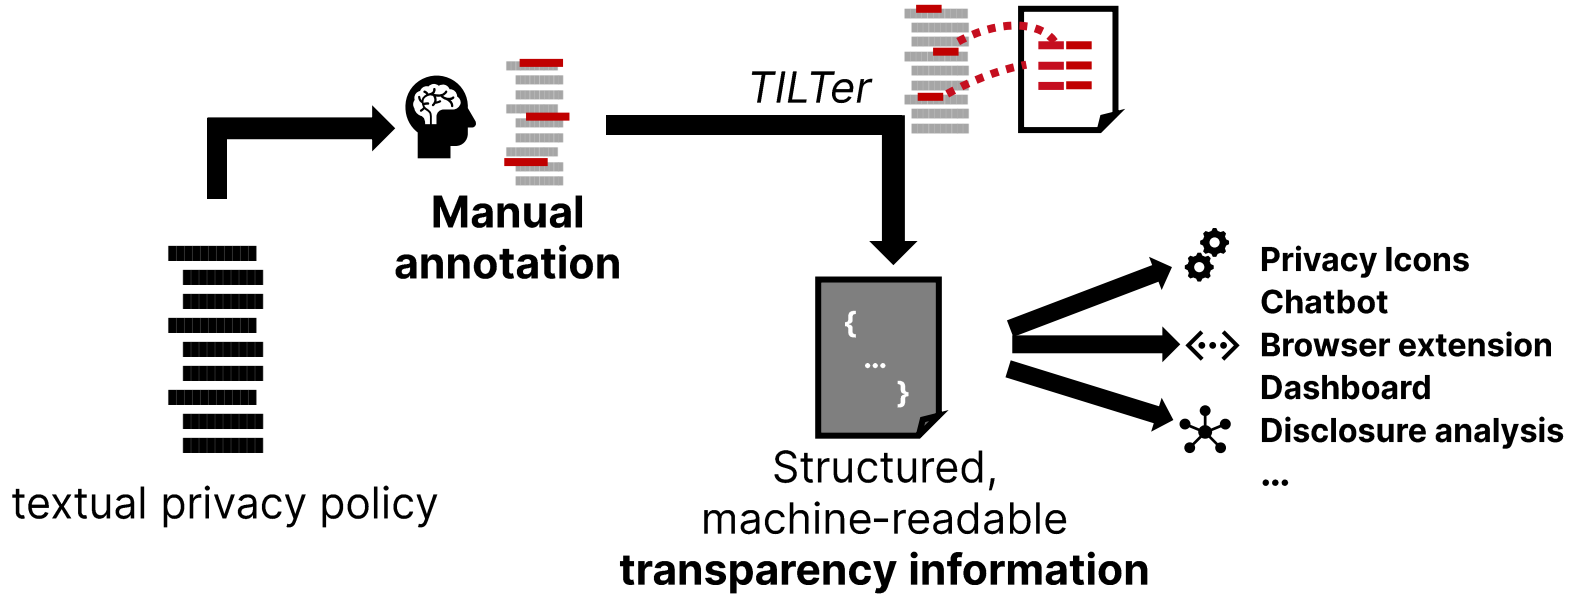 TILTer
Manual
annotation
textual privacy policy
{
...
}
Structured,
machine-readable
transparency information
Privacy Icons
Chatbot
Browser extension
Dashboard
Disclosure analysis
...